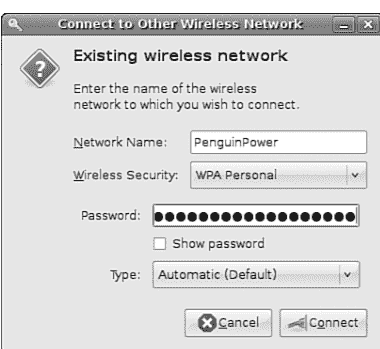 Connect to Other Wireless Network
Existing wireless network
Enter the name of the wireless
network to which you wish to connect.
Network Name: PenguinPower
Wireless Security: WPA Personal
Password: ●●●●●●●●●●●●●●●●●
Show password
Type: Automatic (Default)
Cancel Connect